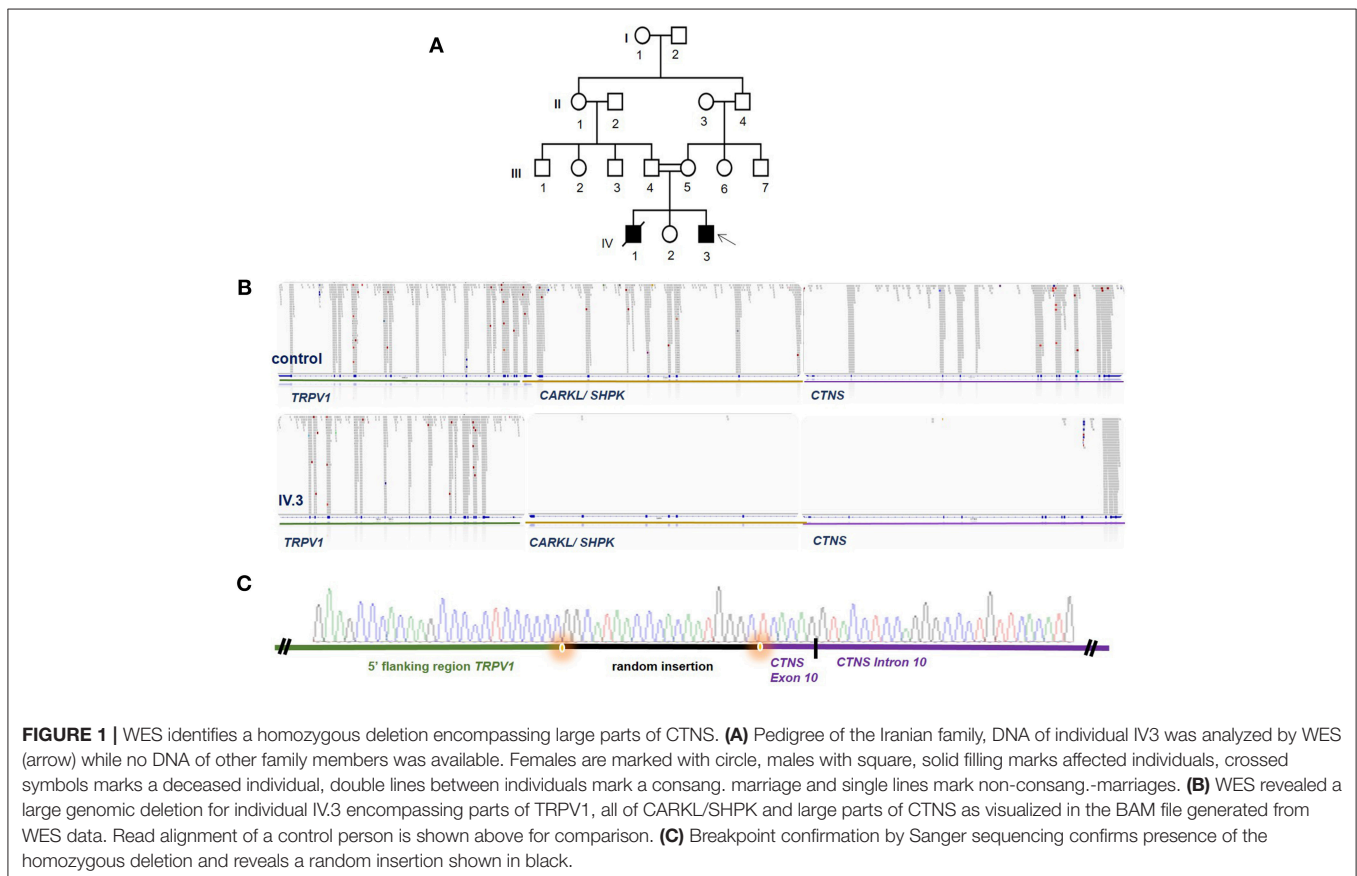 A
I
1 2
II
1 2 3 4
III
1 2 3 4 5 6 7
IV
1 2 3
B
control
TRPV1 CARKL/ SHPK CTNS
IV.3
TRPV1 CARKL/ SHPK CTNS
C
5' flanking region TRPV1 random insertion CTNS Exon 10 CTNS Intron 10
FIGURE 1 | WES identifies a homozygous deletion encompassing large parts of CTNS. (A) Pedigree of the Iranian family, DNA of individual IV3 was analyzed by WES
(arrow) while no DNA of other family members was available. Females are marked with circle, males with square, solid filling marks affected individuals, crossed
symbols marks a deceased individual, double lines between individuals mark a consang. marriage and single lines mark non-consang.-marriages. (B) WES revealed a
large genomic deletion for individual IV.3 encompassing parts of TRPV1, all of CARKL/SHPK and large parts of CTNS as visualized in the BAM file generated from
WES data. Read alignment of a control person is shown above for comparison. (C) Breakpoint confirmation by Sanger sequencing confirms presence of the
homozygous deletion and reveals a random insertion shown in black.